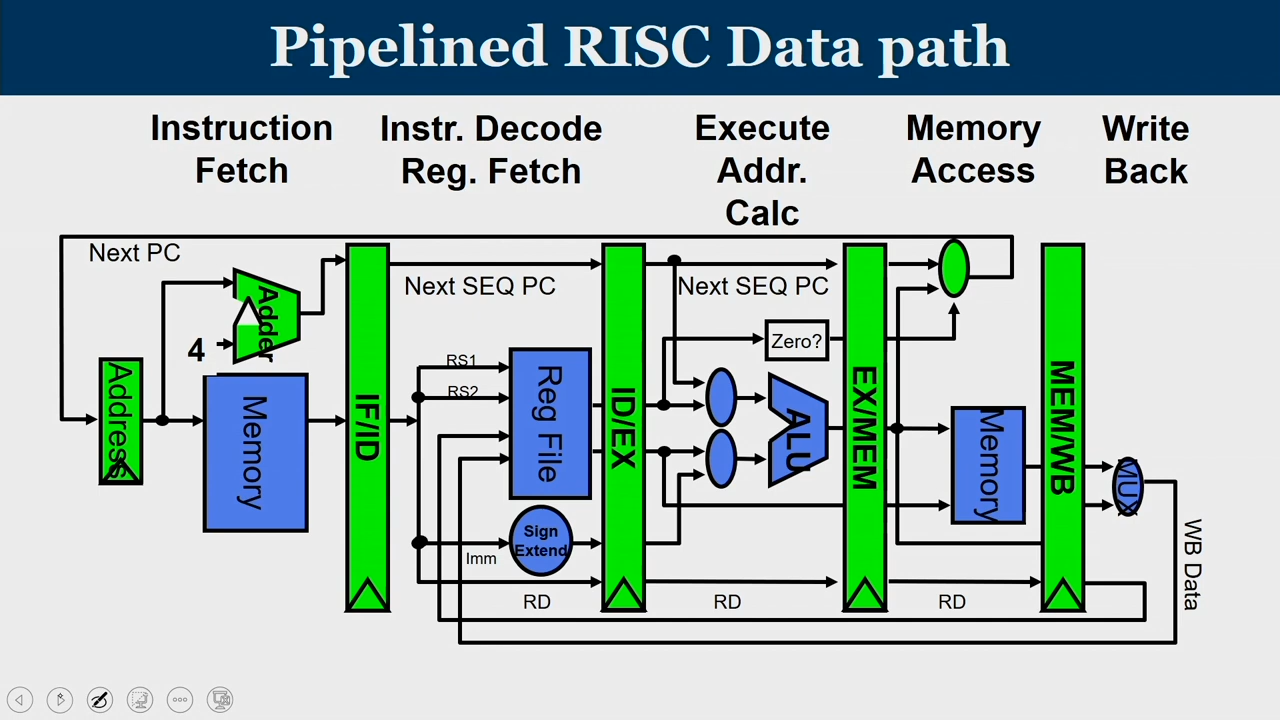 Pipelined RISC Data path
Instruction
Fetch
Instr. Decode
Reg. Fetch
Execute
Addr.
Calc
Memory
Access
Write
Back
Next PC
Next SEQ PC
Next SEQ PC
Adder
4
Zero?
Address
Memory
IF/ID
RS1
RS2
Reg File
ID/EX
ALU
EX/MEM
Memory
MEM/WB
MUX
Sign
Extend
Imm
WB Data
RD
RD
RD